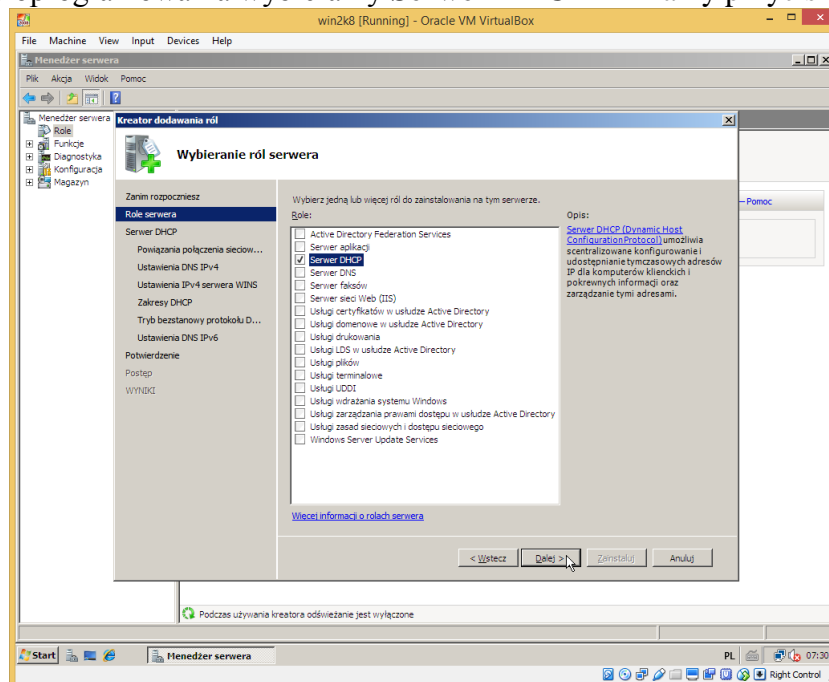 win2k8 [Running] - Oracle VM VirtualBox
File Machine View Input Devices Help
Menedżer serwera
Plik Akcja Widok Pomoc
Menedżer serwera
Role
Funkcje
Diagnostyka
Konfiguracja
Magazyn
Kreator dodawania ról
Wybieranie ról serwera
Zanim rozpoczniesz
Role serwera
Serwer DHCP
Powiązania połączenia sieciow...
Ustawienia DNS IPv4
Ustawienia IPv4 serwera WINS
Zakresy DHCP
Tryb bezstanowy protokołu D...
Ustawienia DNS IPv6
Potwierdzenie
Postęp
WYNIKI
Wybierz jedną lub więcej ról do zainstalowania na tym serwerze.
Role:
Active Directory Federation Services
Serwer aplikacji
Serwer DHCP
Serwer DNS
Serwer faksów
Serwer sieci Web (IIS)
Usługi certyfikatów w usłudze Active Directory
Usługi domenowe w usłudze Active Directory
Usługi drukowania
Usługi LDS w usłudze Active Directory
Usługi plików
Usługi terminalowe
Usługi UDDI
Usługi wdrażania systemu Windows
Usługi zarządzania prawami dostępu w usłudze Active Directory
Usługi zasad sieciowych i dostępu sieciowego
Windows Server Update Services
Więcej informacji o rolach serwera
Opis:
Serwer DHCP (Dynamic Host
Configuration Protocol) umożliwia
scentralizowane konfigurowanie i
udostępnianie tymczasowych adresów
IP dla komputerów klienckich i
pokrewnych informacji oraz
zarządzanie tymi adresami.
Pomoc
< Wstecz Dalej > Zainstaluj Anuluj
Podczas używania kreatora odświeżanie jest wyłączone
Start Menedżer serwera PL 07:30
Right Control